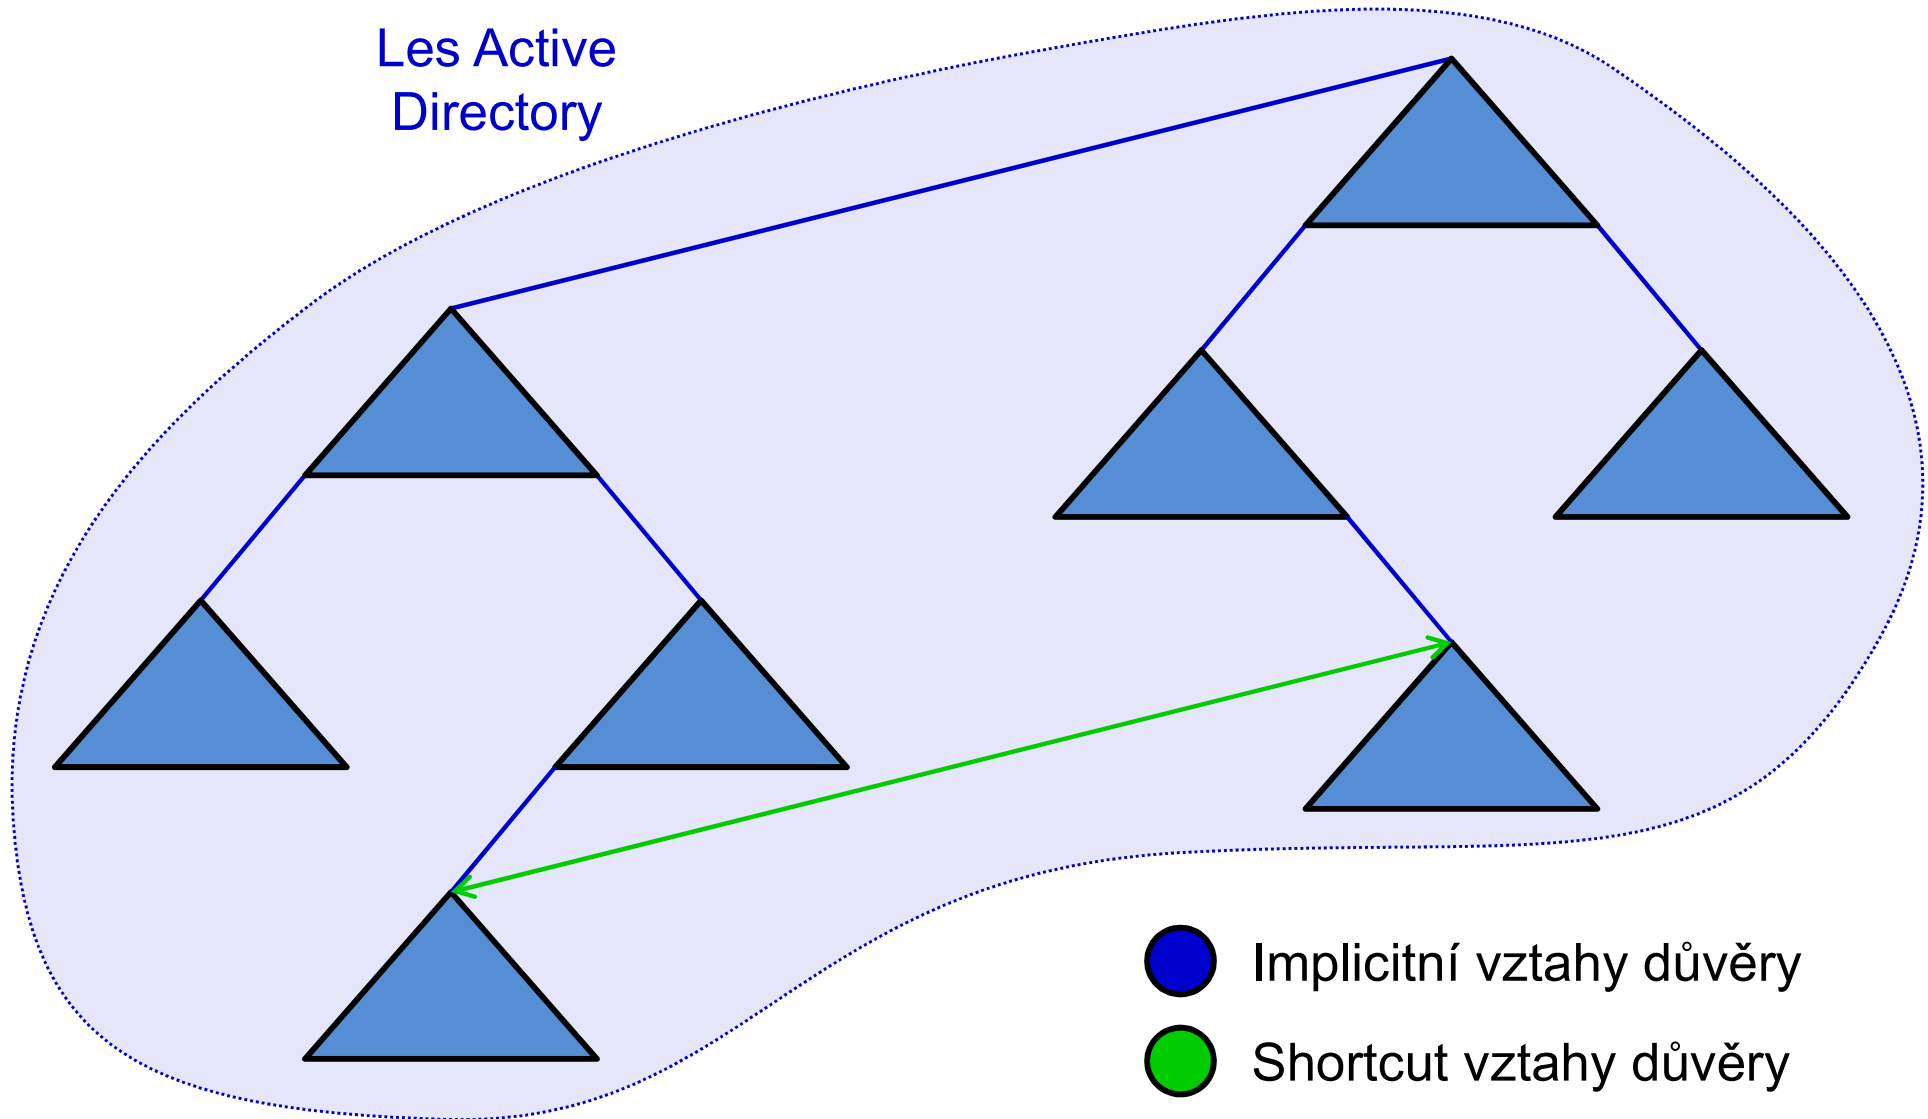 Les Active
Directory
Implicitní vztahy důvěry
Shortcut vztahy důvěry